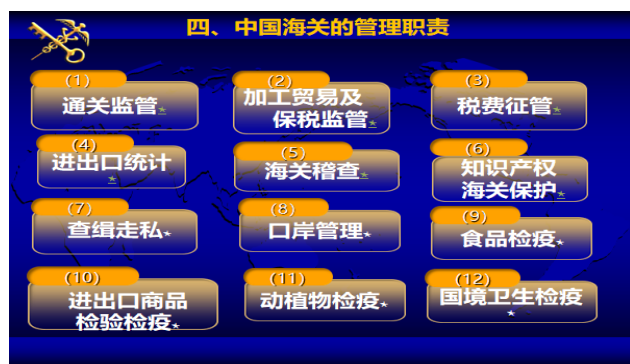 四、中国海关的管理职责
(1)
通关监管
(2)
加工贸易及
保税监管
(3)
税费征管
(4)
进出口统计
(5)
海关稽查
(6)
知识产权
海关保护
(7)
查缉走私
(8)
口岸管理
(9)
食品检疫
(10)
进出口商品
检验检疫
(11)
动植物检疫
(12)
国境卫生检疫